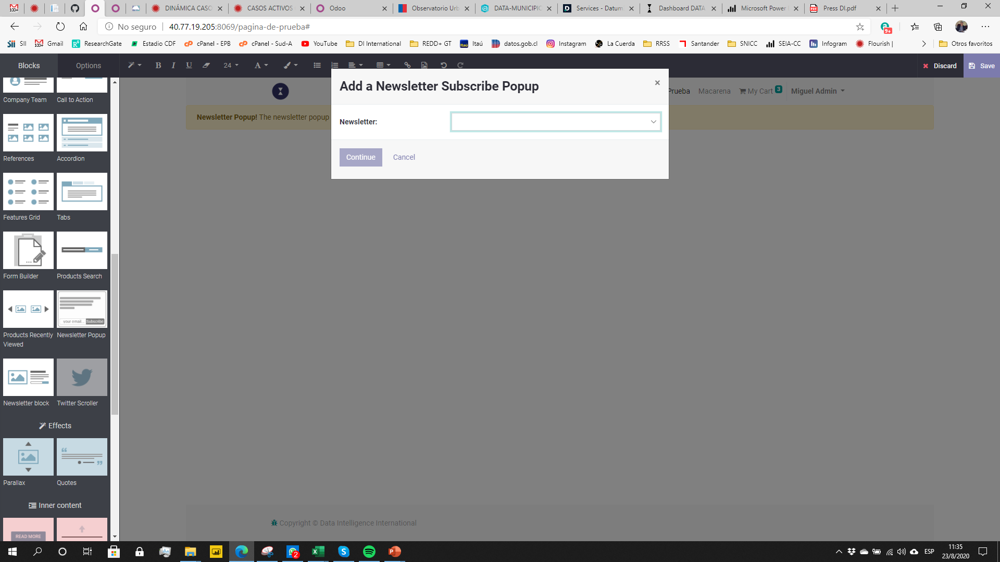 DINÁMICA CASO
CASOS ACTIVOS
Odoo
Observatorio Urb
DATA-MUNICIPIO
Services - Datum
Dashboard DATA
Microsoft Power
Press DI.pdf
No seguro
40.77.19.205:8069/pagina-de-prueba#
9+
SII
Gmail
ResearchGate
Estadio CDF
cPanel - EPB
cPanel - Sud-A
YouTube
DI International
REDD+ GT
Itaú
datos.gob.cl
Instagram
La Cuerda
RRSS
Santander
SNICC
SEIA-CC
Infogram
Flourish |
Otros favoritos
Blocks
Options
B I U
24
A
Discard
Save
Add a Newsletter Subscribe Popup
×
Prueba
Macarena
My Cart 3
Miguel Admin
Newsletter Popup! The newsletter popup
Newsletter:
Continue
Cancel
Company Team
Call to Action
References
Accordion
Features Grid
Tabs
Form Builder
Products Search
your email...
Subscribe
Products Recently Viewed
Newsletter Popup
Newsletter block
Twitter Scroller
Effects
Parallax
Quotes
Inner content
READ MORE
Copyright © Data Intelligence International
2
ESP
11:35
23/8/2020